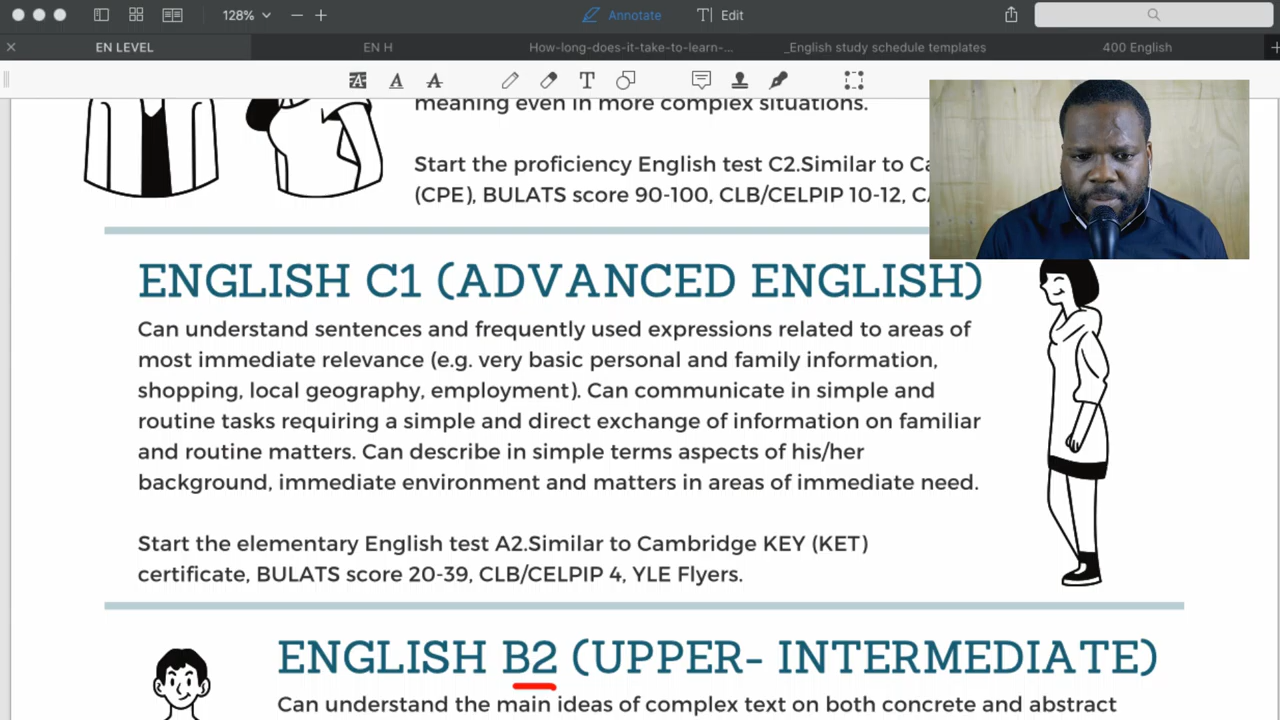 128%
Annotate
Edit
EN LEVEL
EN H
How-long-does-it-take-to-learn-...
_English study schedule templates
400 English
meaning even in more complex situations.
Start the proficiency English test C2.Similar to
(CPE), BULATS score 90-100, CLB/CELPIP 10-12,
ENGLISH C1 (ADVANCED ENGLISH)
Can understand sentences and frequently used expressions related to areas of
most immediate relevance (e.g. very basic personal and family information,
shopping, local geography, employment). Can communicate in simple and
routine tasks requiring a simple and direct exchange of information on familiar
and routine matters. Can describe in simple terms aspects of his/her
background, immediate environment and matters in areas of immediate need.
Start the elementary English test A2.Similar to Cambridge KEY (KET)
certificate, BULATS score 20-39, CLB/CELPIP 4, YLE Flyers.
ENGLISH B2 (UPPER- INTERMEDIATE)
Can understand the main ideas of complex text on both concrete and abstract